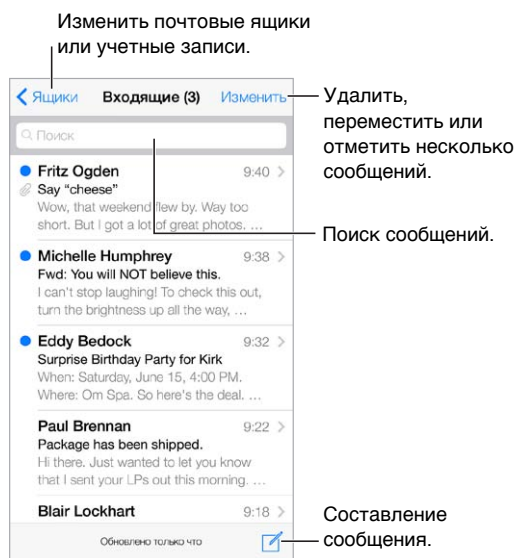 Изменить почтовые ящики
или учетные записи.
Ящики Входящие (3) Изменить
Удалить,
переместить или
отметить несколько
сообщений.
Поиск
Fritz Ogden 9:40
Say “cheese”
Wow, that weekend flew by. Way too
short. But I got a lot of great photos. …
Поиск сообщений.
Michelle Humphrey 9:38
Fwd: You will NOT believe this.
I can't stop laughing! To check this out,
turn the brightness up all the way, …
Eddy Bedock 9:32
Surprise Birthday Party for Kirk
When: Saturday, June 15, 4:00 PM.
Where: Om Spa. So here's the deal. …
Paul Brennan 9:22
Package has been shipped.
Hi there. Just wanted to let you know
that I sent your LPs out this morning. …
Blair Lockhart 9:18
Обновлено только что
Составление
сообщения.